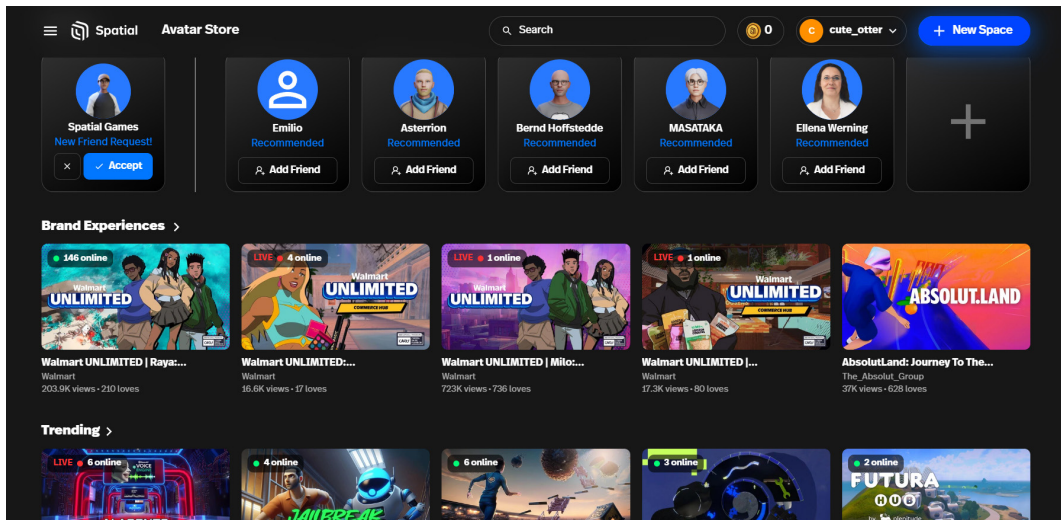 Spatial
Avatar Store
Search
0
C
cute_otter
+ New Space
Spatial Games
New Friend Request!
× ✓ Accept
Emilio
Recommended
Add Friend
Asterrion
Recommended
Add Friend
Bernd Hoffstedde
Recommended
Add Friend
MASATAKA
Recommended
Add Friend
Ellena Werning
Recommended
Add Friend
+
Brand Experiences >
146 online
Walmart
UNLIMITED
Walmart UNLIMITED | Raya:...
Walmart
203.9K views • 210 loves
LIVE • 4 online
Walmart
UNLIMITED
COMMERCE HUB
Walmart UNLIMITED:...
Walmart
16.6K views • 17 loves
LIVE • 1 online
Walmart
UNLIMITED
Walmart UNLIMITED | Milo:...
Walmart
723K views • 736 loves
LIVE • 1 online
Walmart
UNLIMITED
COMMERCE HUB
Walmart UNLIMITED |...
Walmart
17.3K views • 80 loves
ABSOLUT.LAND
AbsolutLand: Journey To The...
The_Absolut_Group
37K views • 628 loves
Trending >
LIVE • 6 online
VOICE
4 online
JAILBREAK
6 online
3 online
2 online
FUTURA
HUB
by plenitude